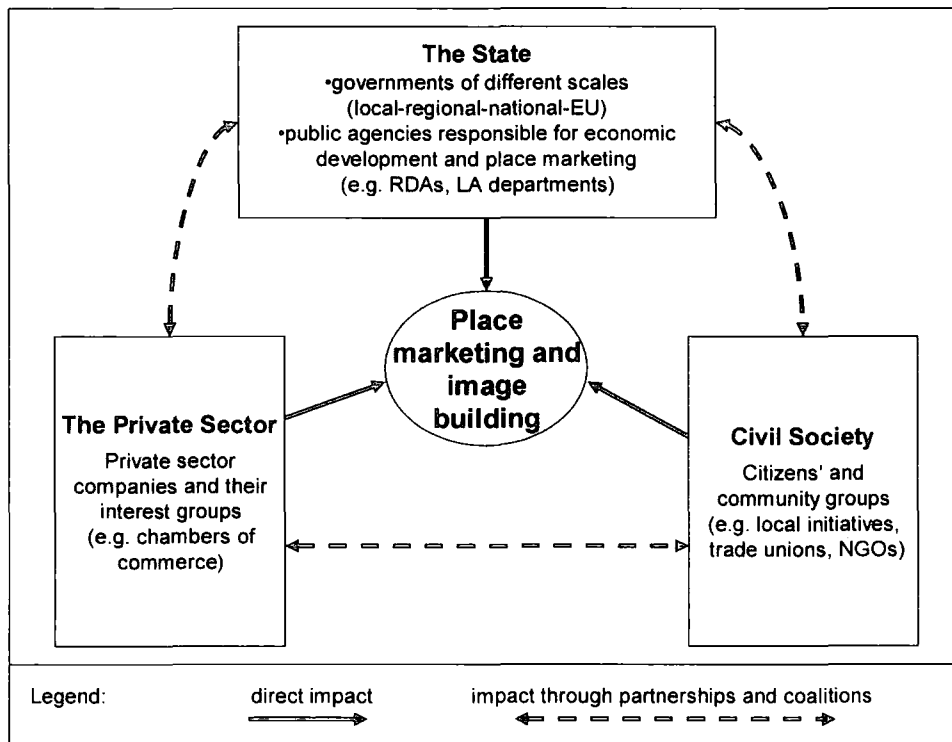 The State
•governments of different scales
(local-regional-national-EU)
•public agencies responsible for economic
development and place marketing
(e.g. RDAs, LA departments)
Place
marketing and
image
building
The Private Sector
Private sector
companies and their
interest groups
(e.g. chambers of
commerce)
Civil Society
Citizens' and
community groups
(e.g. local initiatives,
trade unions, NGOs)
Legend:
direct impact
impact through partnerships and coalitions